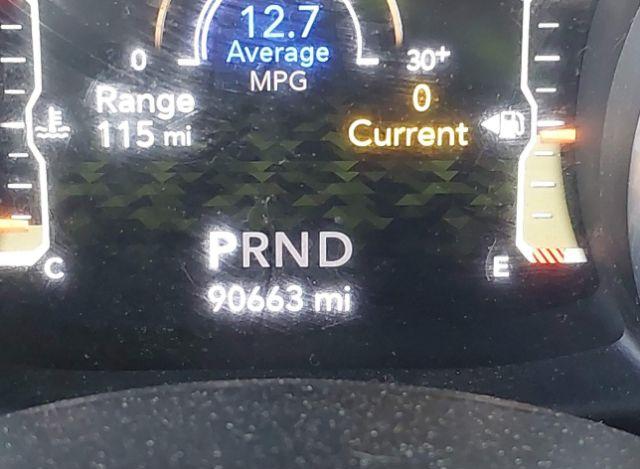 12.7
Average
MPG
0 30+
Range 0
115 mi Current
PRND
C E
90663 mi